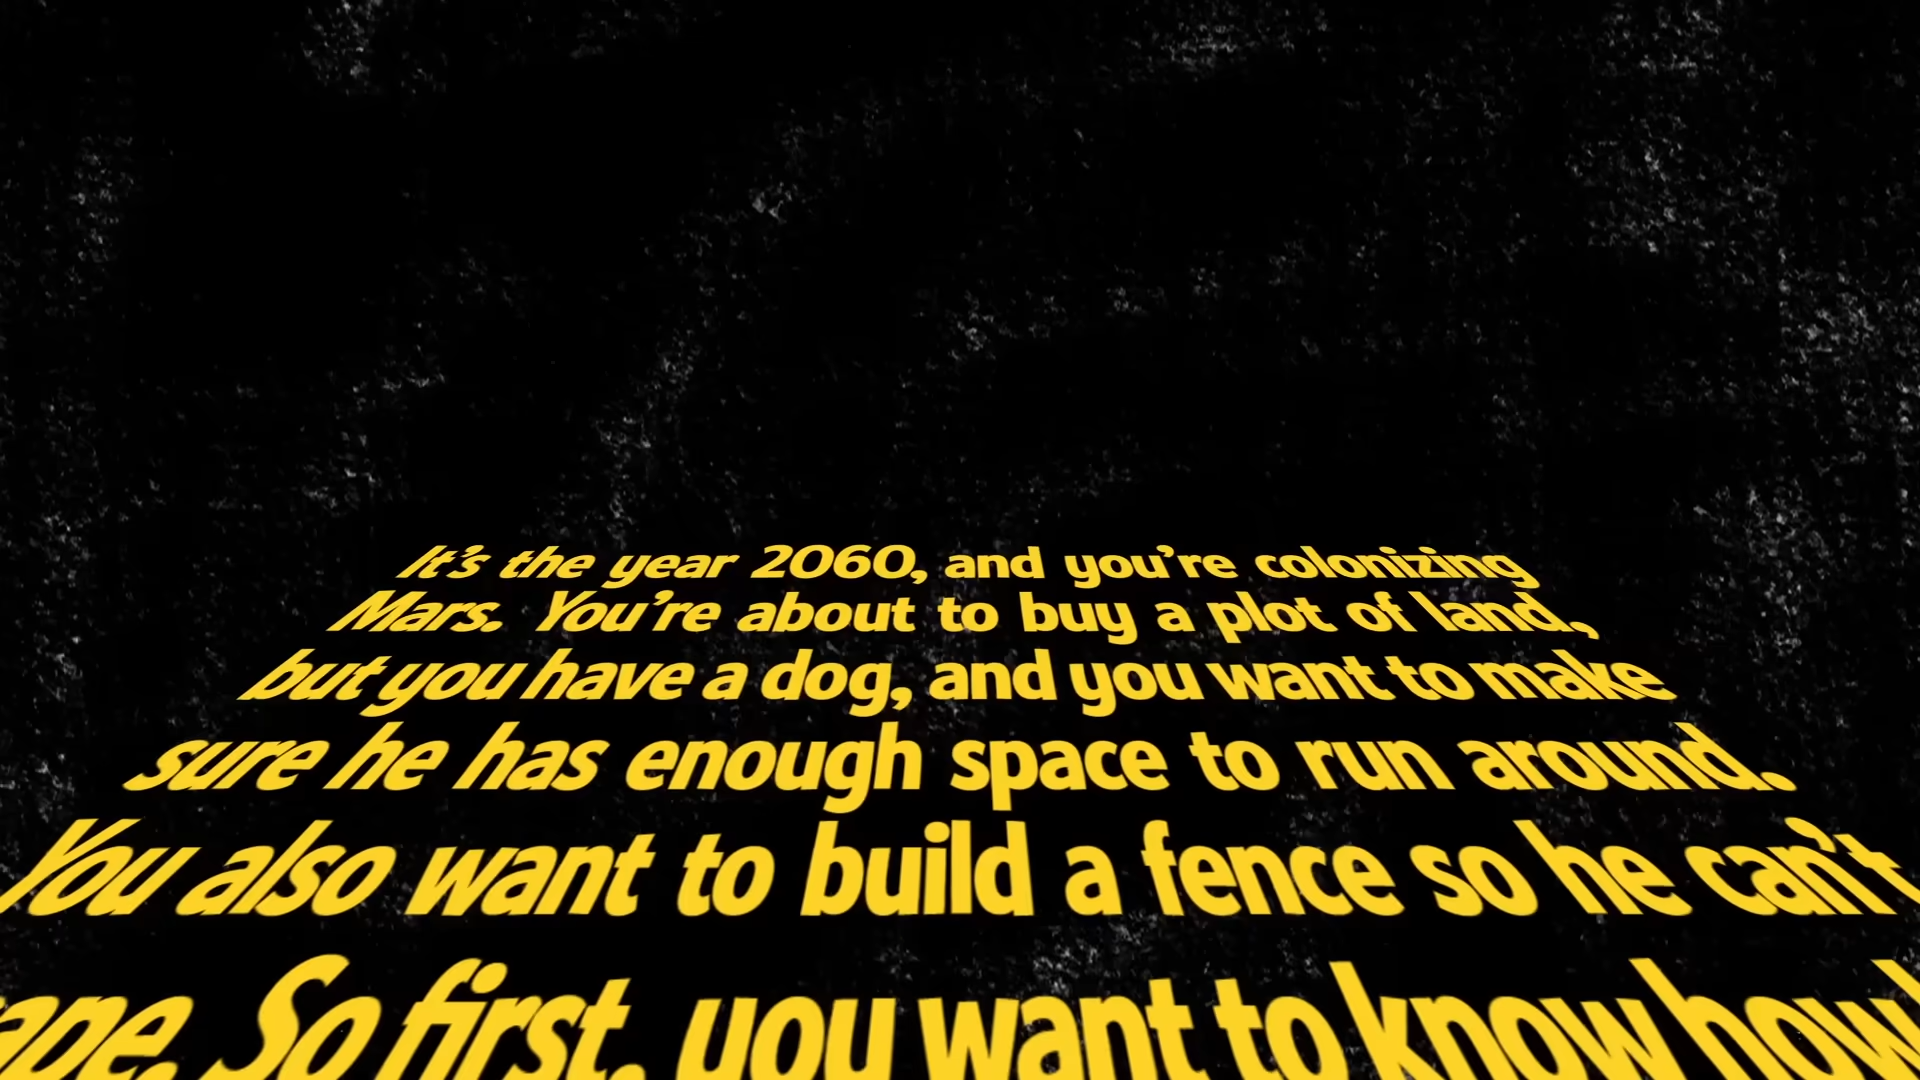 It's the year 2060, and you're colonizing
Mars. You're about to buy a plot of land,
but you have a dog, and you want to make
sure he has enough space to run around.
You also want to build a fence so he can't
So first, you want to know how